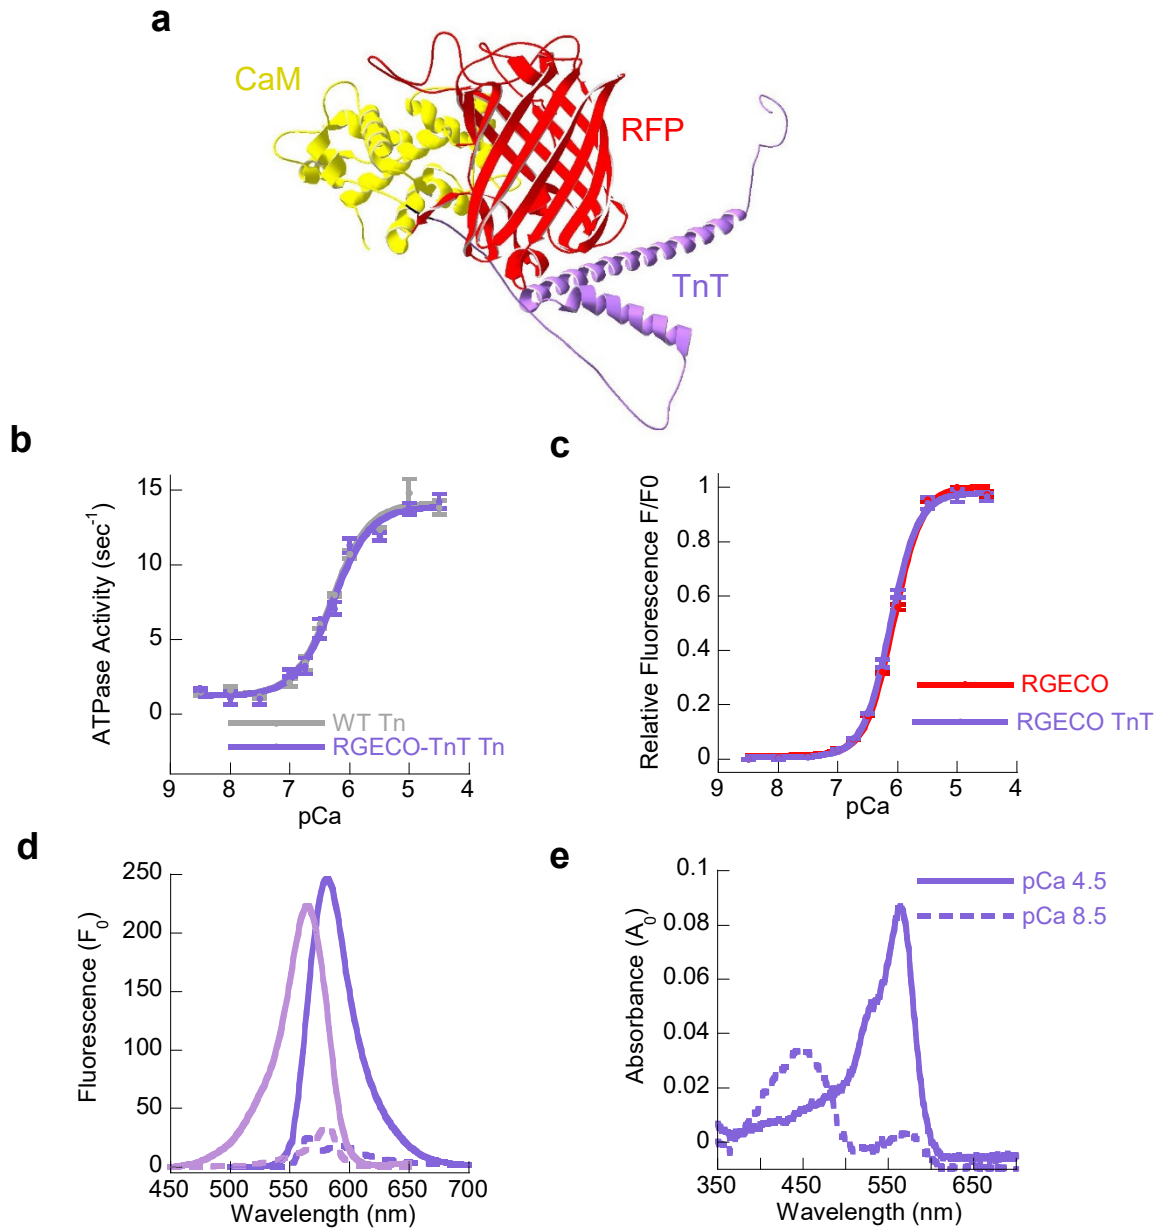 a
CaM
RFP
TnT
b
15
10
5
0
ATPase Activity (sec⁻¹)
WT Tn
RGECO-TnT Tn
9 8 7 6 5 4
pCa
c
1
0.8
0.6
0.4
0.2
0
Relative Fluorescence F/F0
RGECO
RGECO TnT
9 8 7 6 5 4
pCa
d
250
200
150
100
50
0
Fluorescence (F₀)
450 500 550 600 650 700
Wavelength (nm)
e
0.1
0.08
0.06
0.04
0.02
0
Absorbance (A₀)
pCa 4.5
pCa 8.5
350 450 550 650
Wavelength (nm)